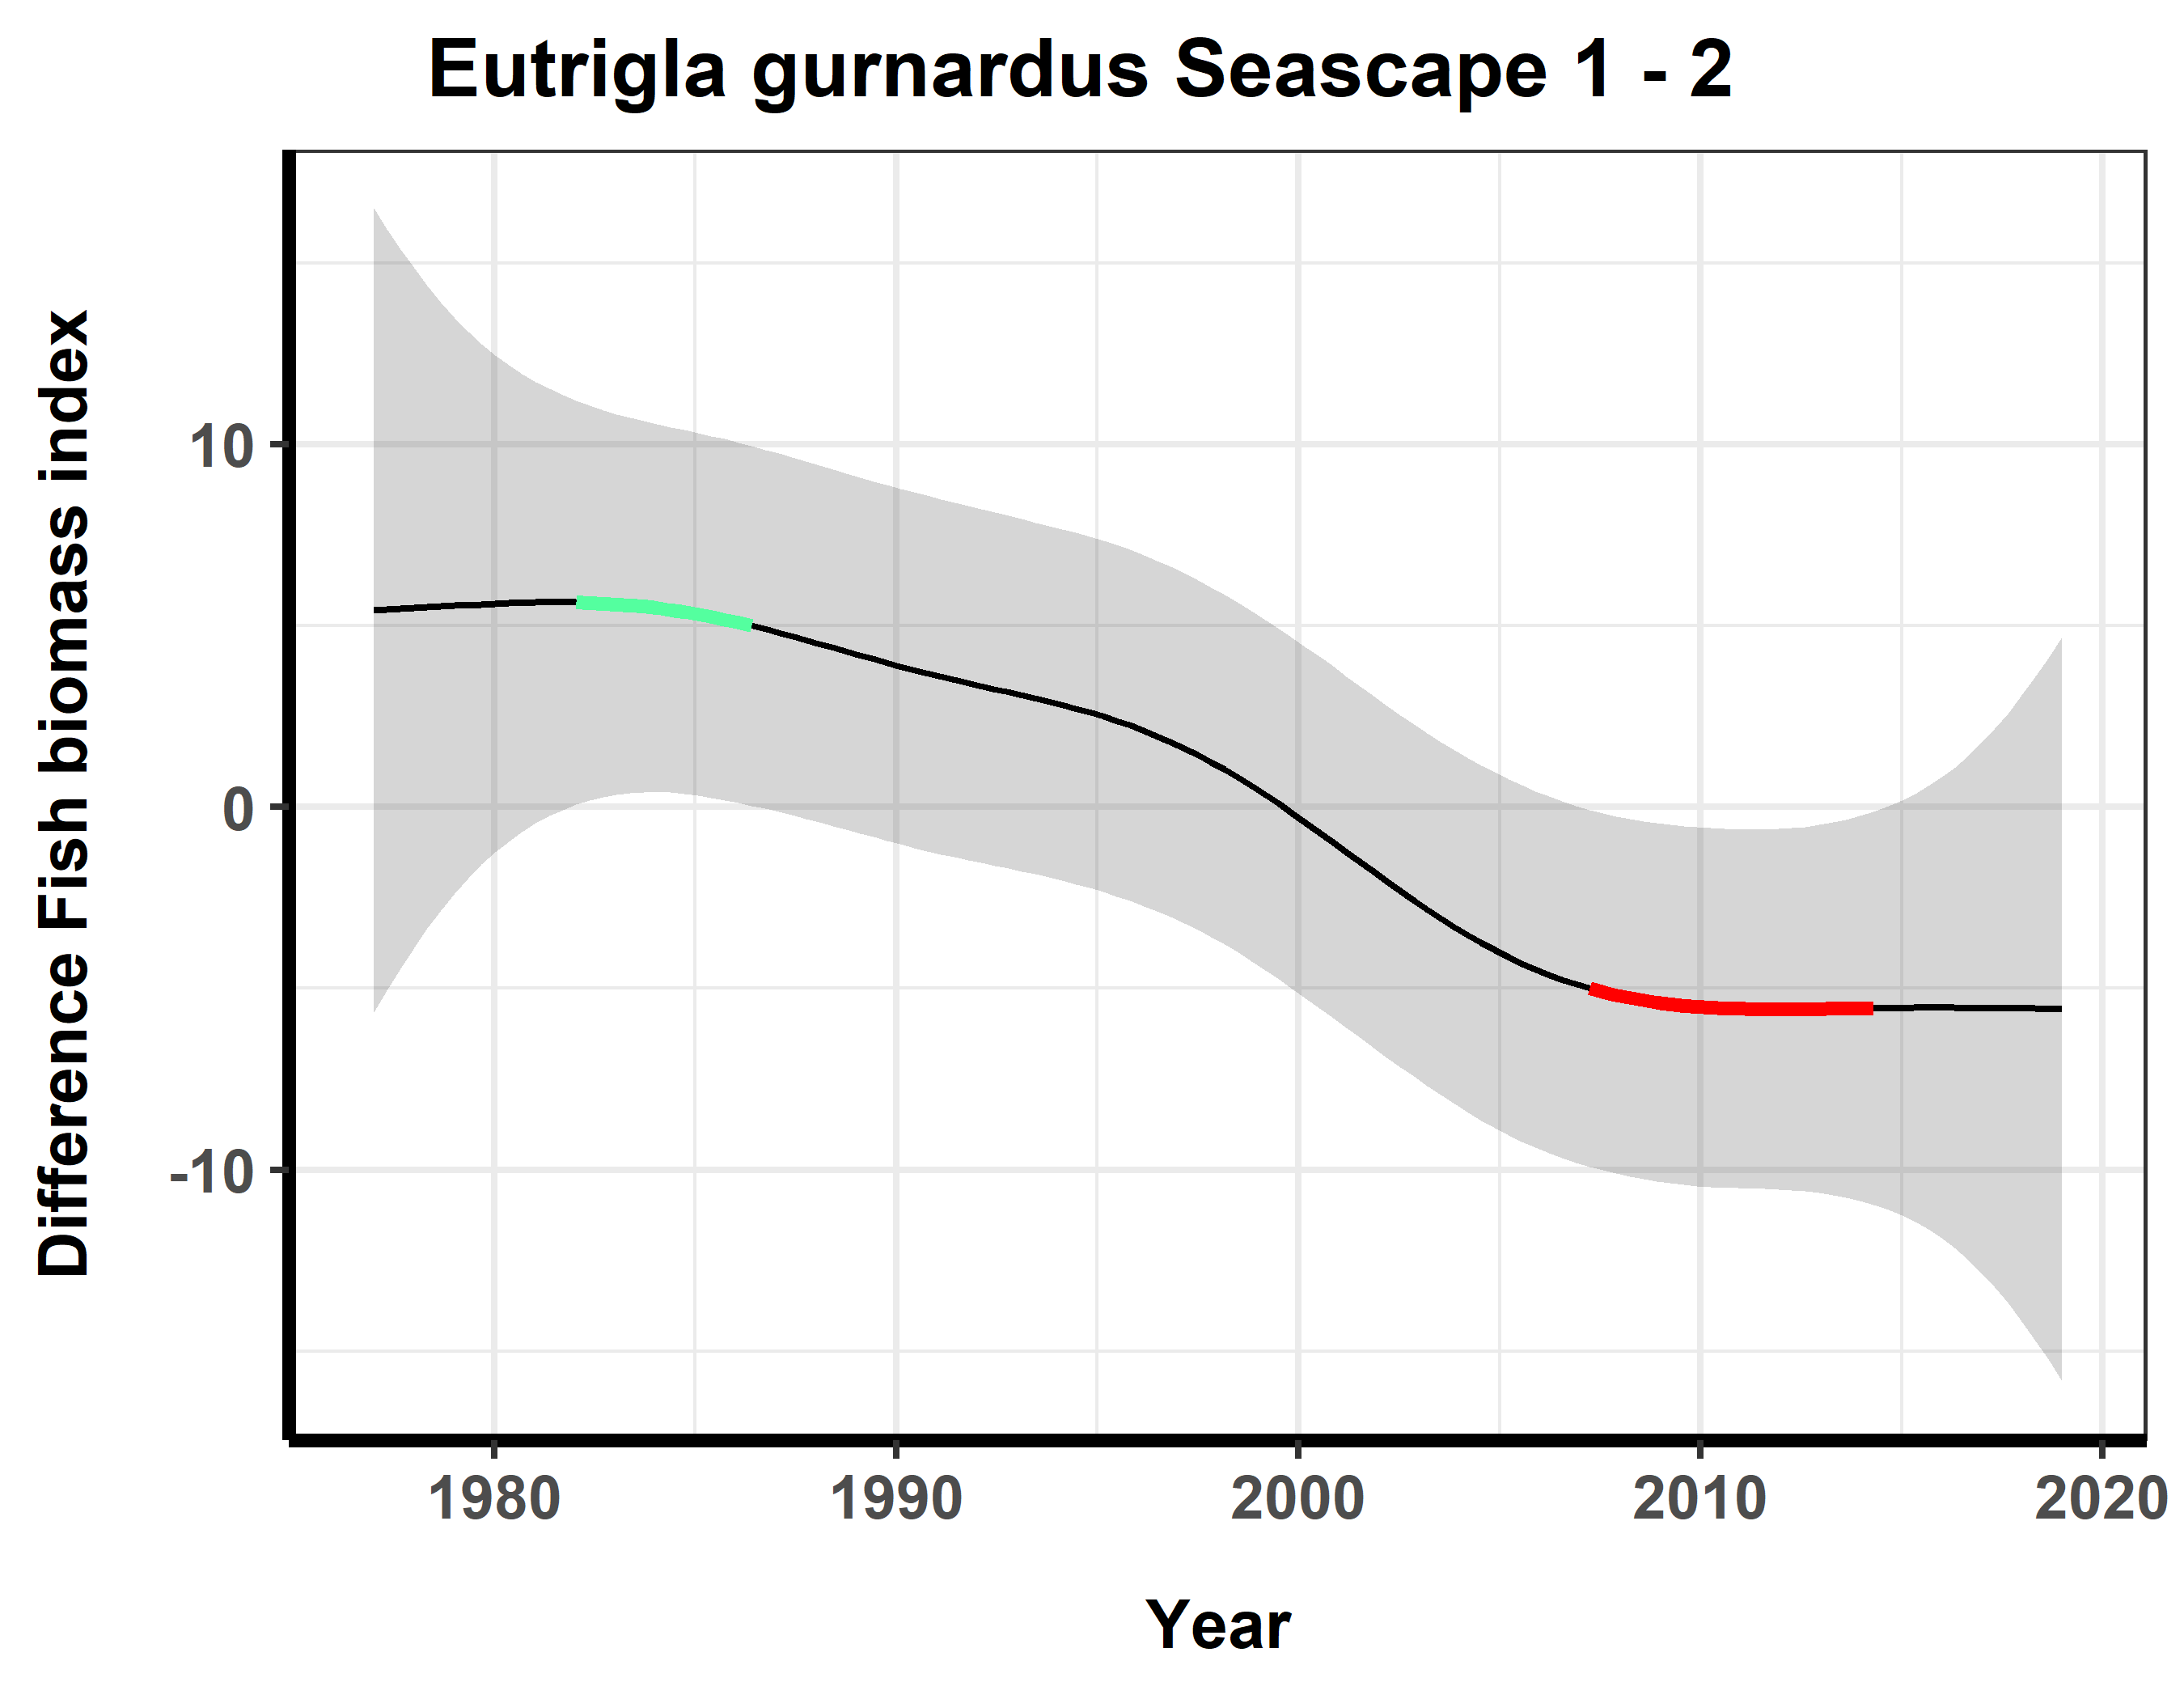 Eutrigla gurnardus Seascape 1 - 2
Difference Fish biomass index
10
0
-10
1980
1990
2000
2010
2020
Year